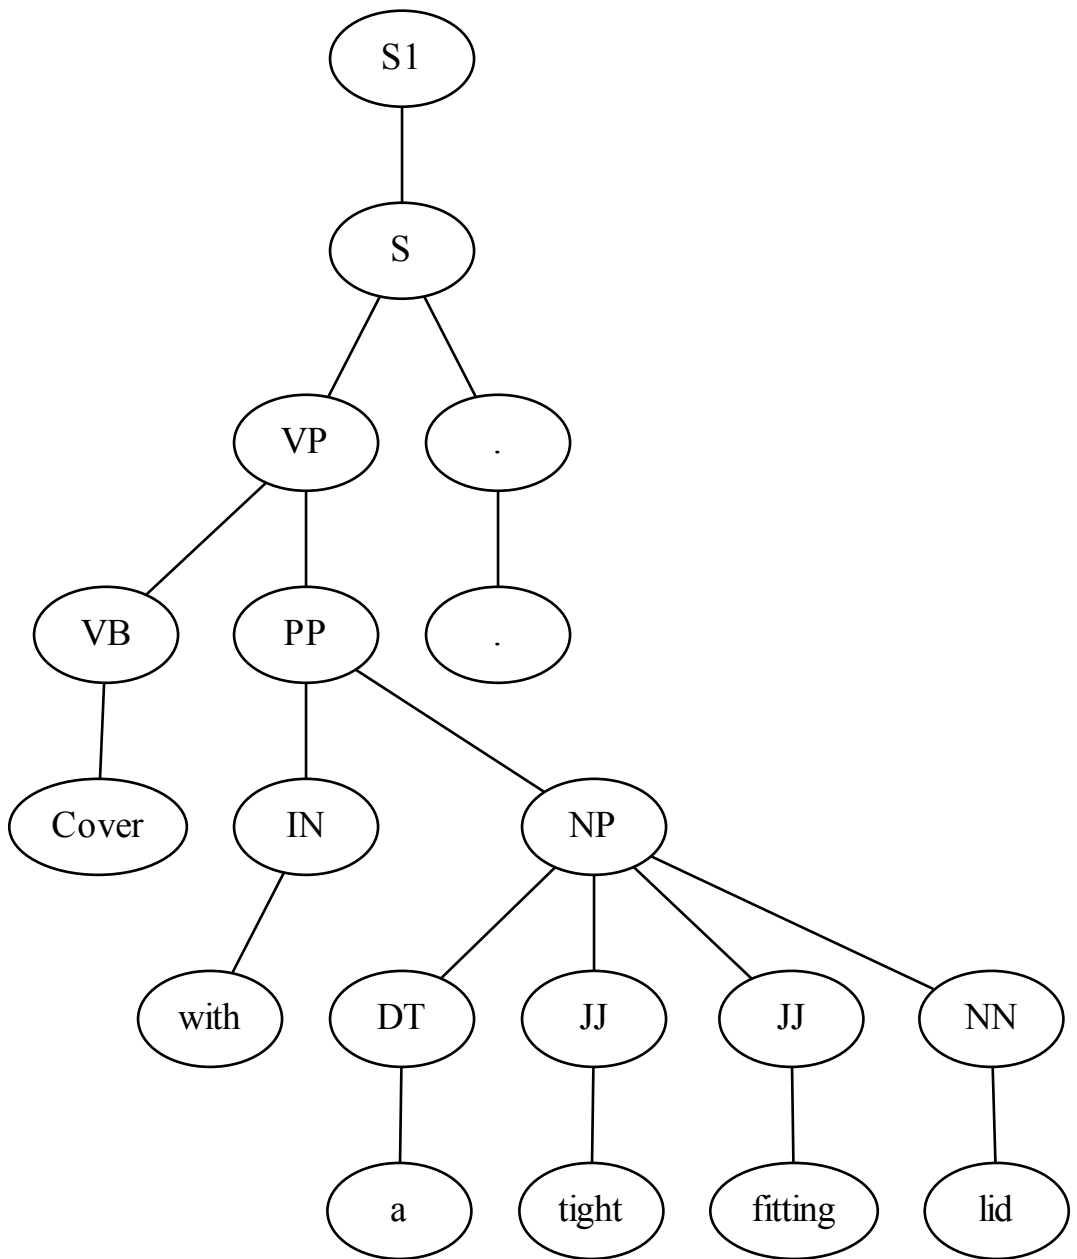 S1
S
VP .
VB PP .
Cover IN NP
with DT JJ JJ NN
a tight fitting lid